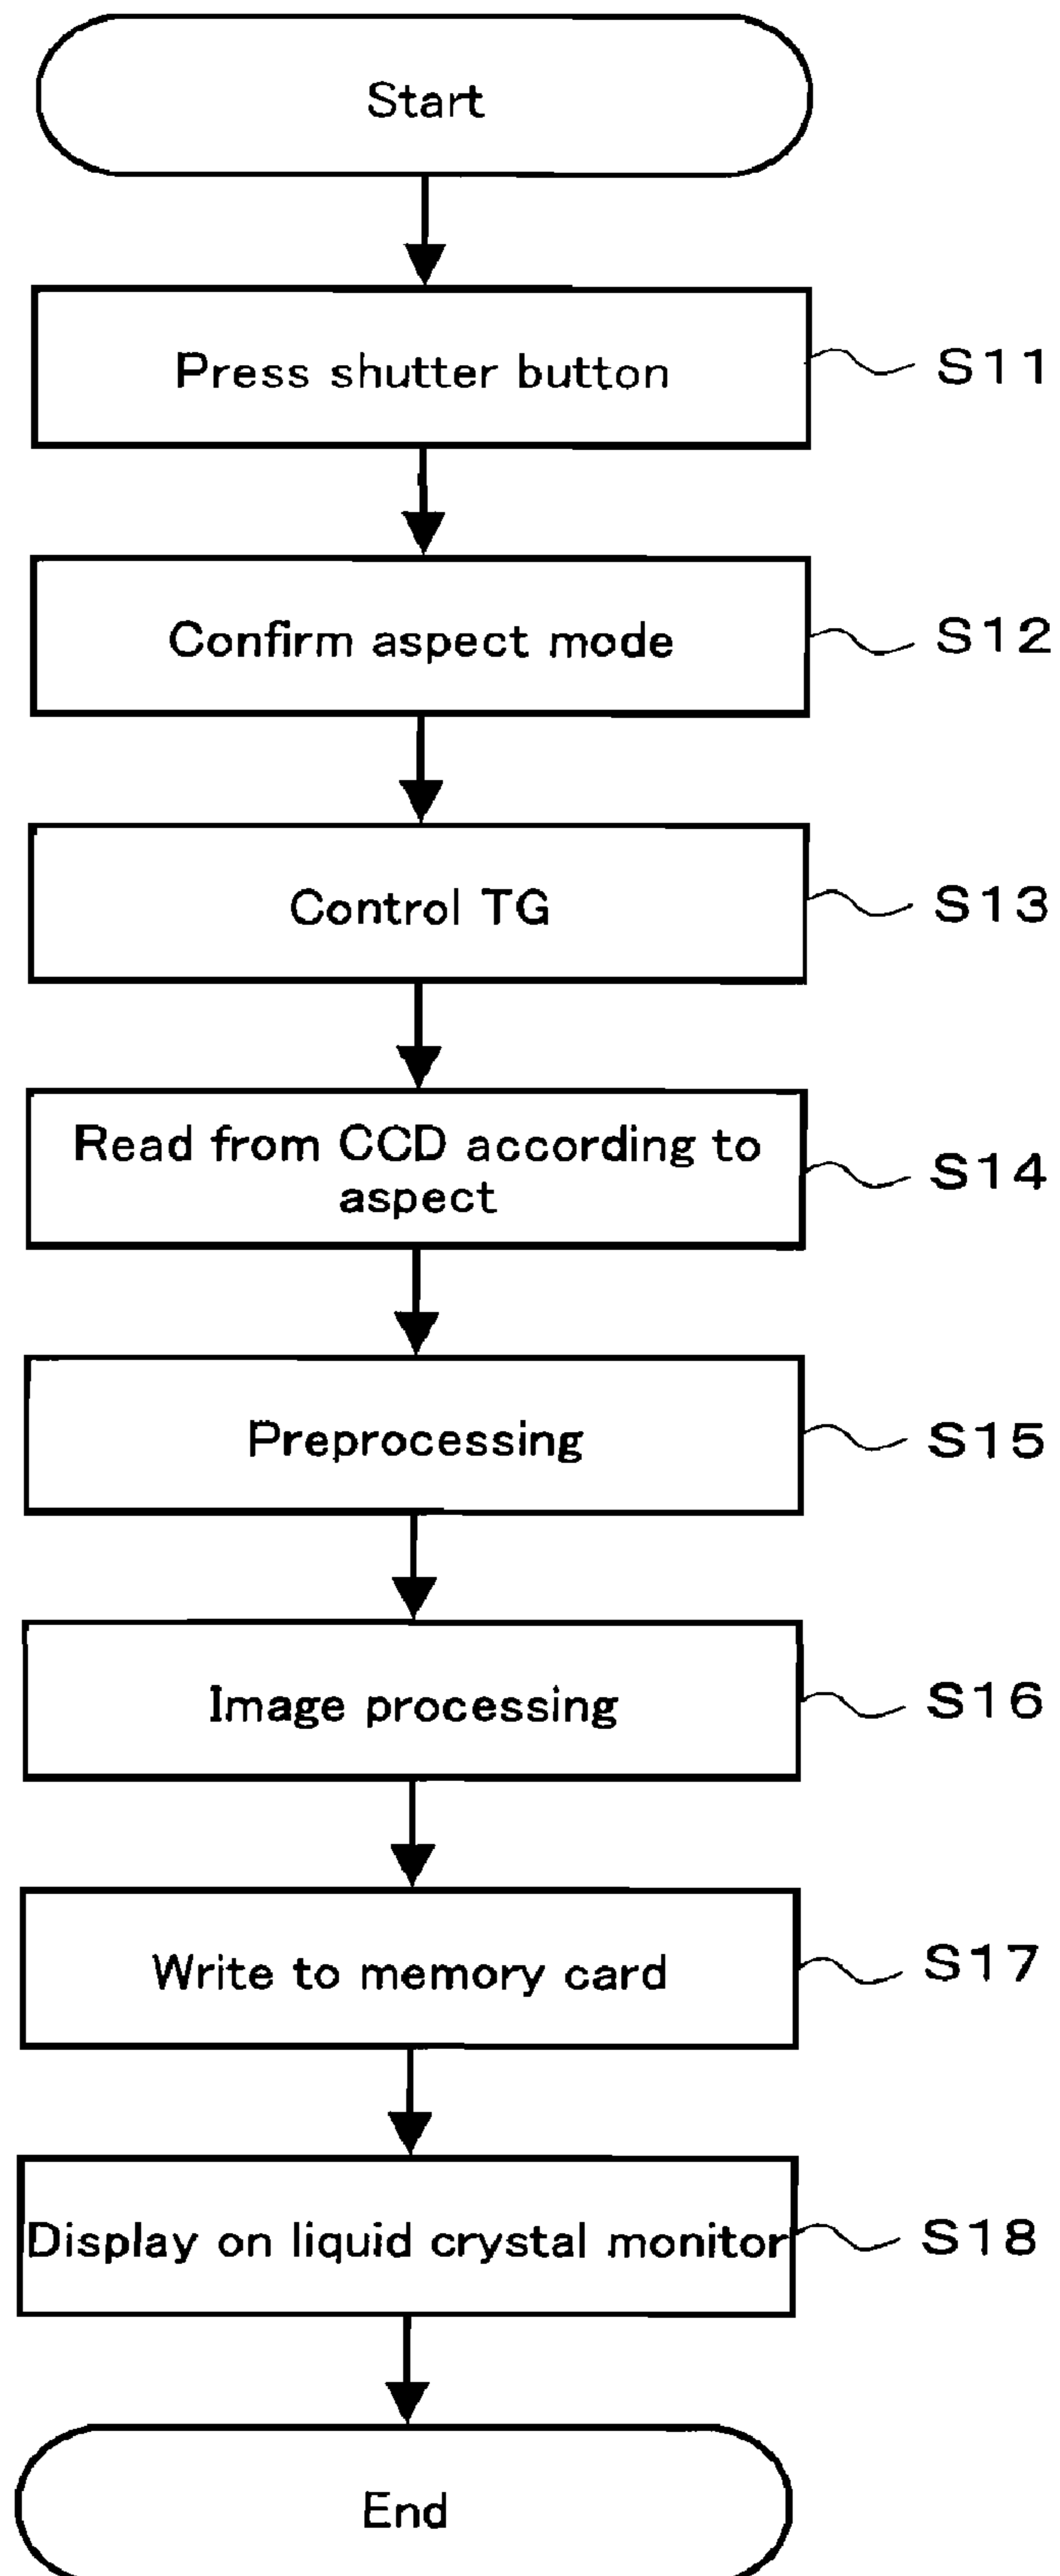 Start
Press shutter button
S11
Confirm aspect mode
S12
Control TG
S13
Read from CCD according to
aspect
S14
Preprocessing
S15
Image processing
S16
Write to memory card
S17
Display on liquid crystal monitor
S18
End